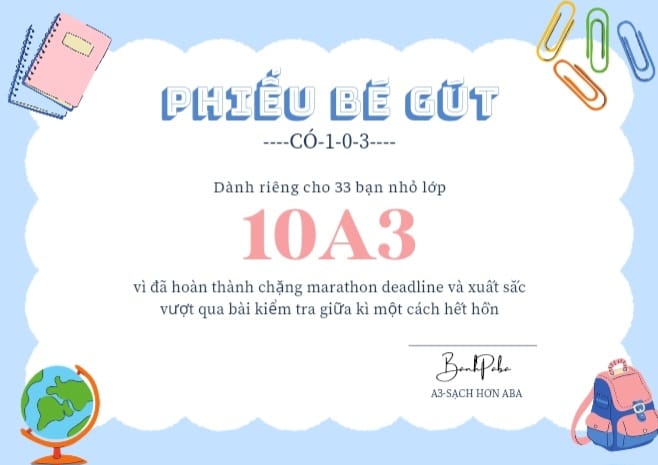 PHIẾU BÉ GÚT
----CÓ-1-0-3----
Dành riêng cho 33 bạn nhỏ lớp
10A3
vì đã hoàn thành chặng marathon deadline và xuất sắc
vượt qua bài kiểm tra giữa kì một cách hết hồn
BanhPaba
A3-SẠCH HƠN ABA